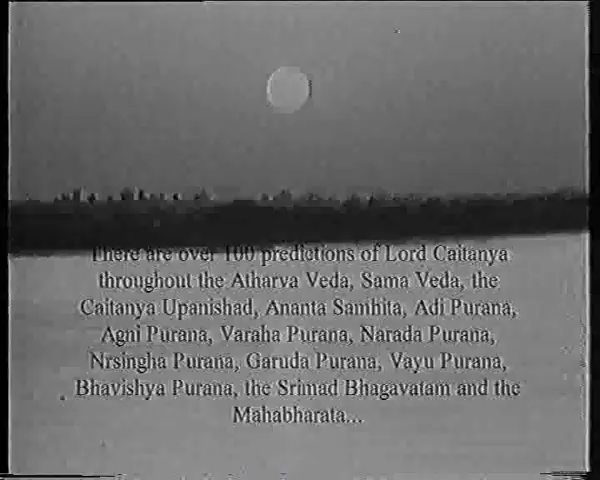 There are over 100 predictions of Lord Caitanya
throughout the Atharva Veda, Sama Veda, the
Caitanya Upanishad, Ananta Samhita, Adi Purana,
Agni Purana, Varaha Purana, Narada Purana,
Nrsingha Purana, Garuda Purana, Vayu Purana,
Bhavishya Purana, the Srimad Bhagavatam and the
Mahabharata...